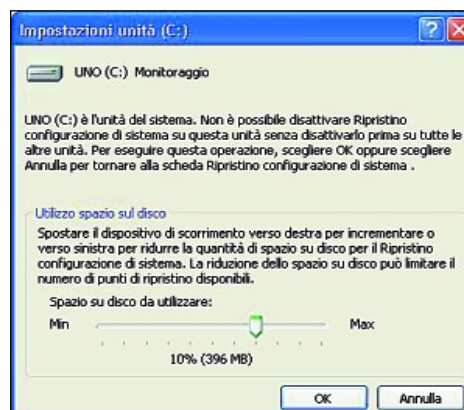 Impostazioni unità (C:)
UNO (C:) Monitoraggio
UNO (C:) è l'unità del sistema. Non è possibile disattivare Ripristino
configurazione di sistema su questa unità senza disattivarlo prima su tutte le
altre unità. Per eseguire questa operazione, scegliere OK oppure scegliere
Annulla per tornare alla scheda Ripristino configurazione di sistema .
Utilizzo spazio sul disco
Spostare il dispositivo di scorrimento verso destra per incrementare o
verso sinistra per ridurre la quantità di spazio su disco per il Ripristino
configurazione di sistema. La riduzione dello spazio su disco può limitare il
numero di punti di ripristino disponibili.
Spazio su disco da utilizzare:
Min Max
10% (396 MB)
OK Annulla